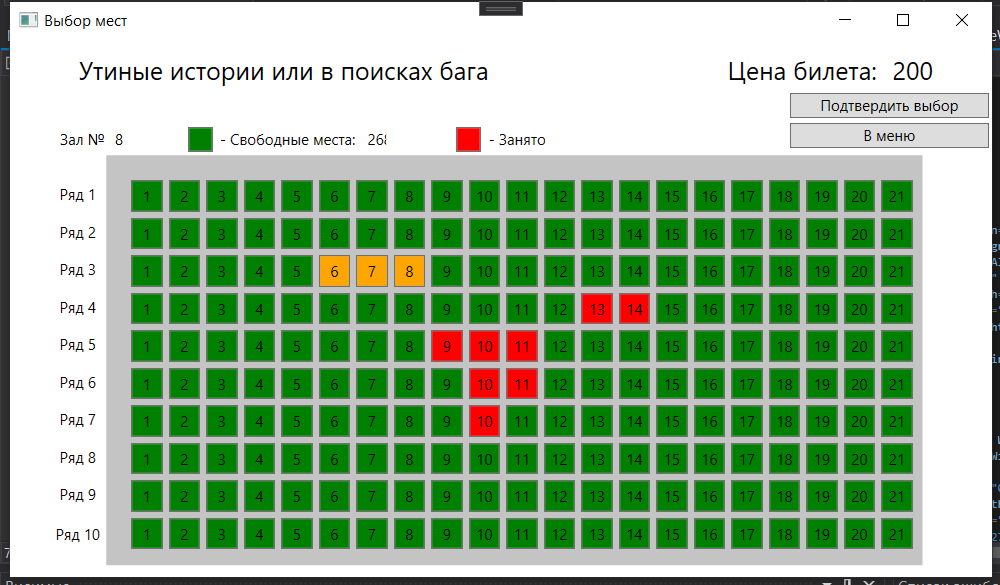 Выбор мест
Утиные истории или в поисках бага
Цена билета: 200
Подтвердить выбор
В меню
Зал № 8
- Свободные места: 268
- Занято
Ряд 1 1 2 3 4 5 6 7 8 9 10 11 12 13 14 15 16 17 18 19 20 21
Ряд 2 1 2 3 4 5 6 7 8 9 10 11 12 13 14 15 16 17 18 19 20 21
Ряд 3 1 2 3 4 5 6 7 8 9 10 11 12 13 14 15 16 17 18 19 20 21
Ряд 4 1 2 3 4 5 6 7 8 9 10 11 12 13 14 15 16 17 18 19 20 21
Ряд 5 1 2 3 4 5 6 7 8 9 10 11 12 13 14 15 16 17 18 19 20 21
Ряд 6 1 2 3 4 5 6 7 8 9 10 11 12 13 14 15 16 17 18 19 20 21
Ряд 7 1 2 3 4 5 6 7 8 9 10 11 12 13 14 15 16 17 18 19 20 21
Ряд 8 1 2 3 4 5 6 7 8 9 10 11 12 13 14 15 16 17 18 19 20 21
Ряд 9 1 2 3 4 5 6 7 8 9 10 11 12 13 14 15 16 17 18 19 20 21
Ряд 10 1 2 3 4 5 6 7 8 9 10 11 12 13 14 15 16 17 18 19 20 21